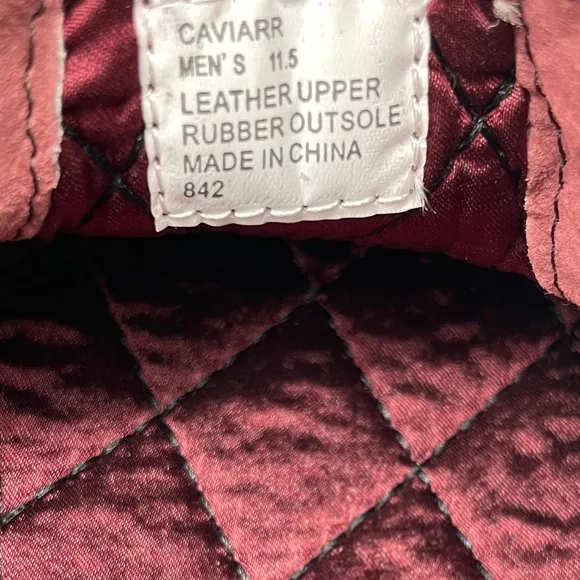 CAVIARR
MEN'S 11.5
LEATHER UPPER
RUBBER OUTSOLE
MADE IN CHINA
842